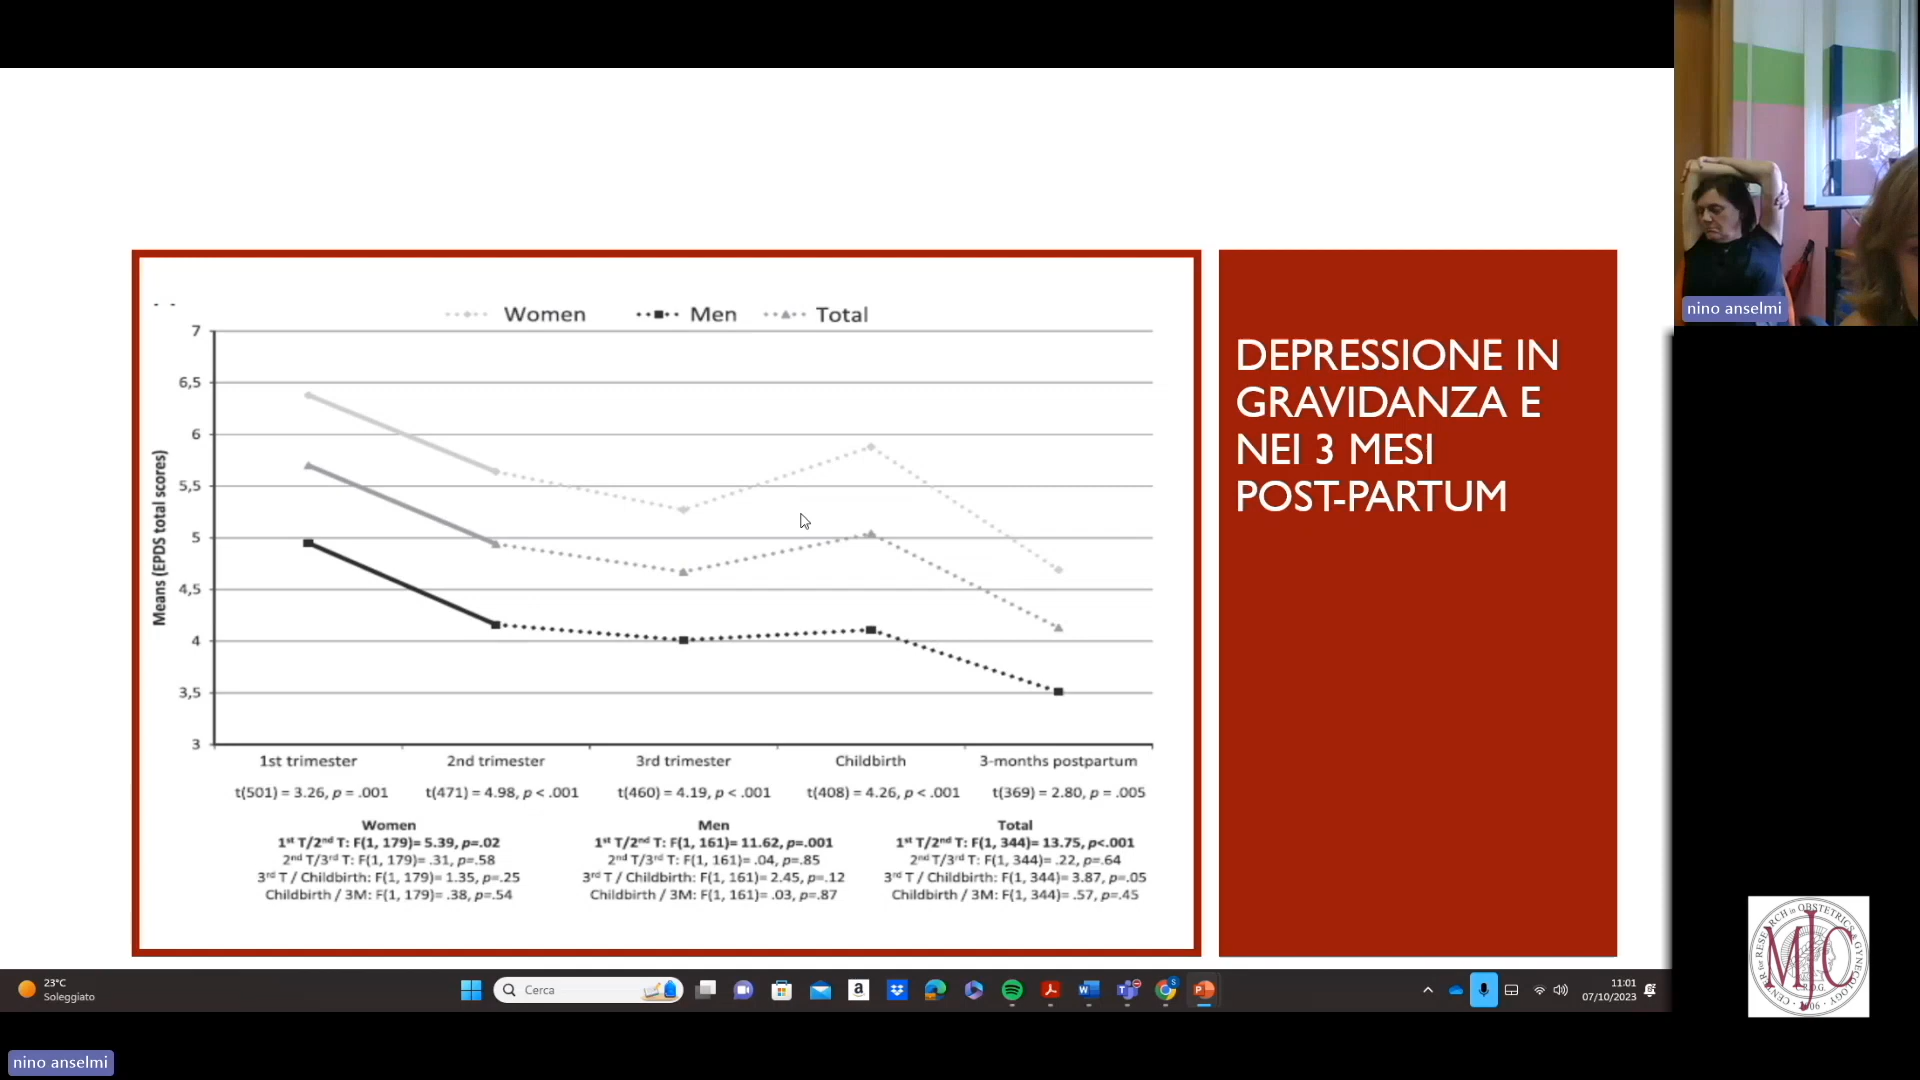 nino anselmi
Women Men Total
DEPRESSIONE IN
GRAVIDANZA E
NEI 3 MESI
POST-PARTUM
Means (EPDS total scores)
7
6,5
6
5,5
5
4,5
4
3,5
3
1st trimester 2nd trimester 3rd trimester Childbirth 3-months postpartum
t(501) = 3.26, p = .001 t(471) = 4.98, p < .001 t(460) = 4.19, p < .001 t(408) = 4.26, p < .001 t(369) = 2.80, p = .005
Women Men Total
1st T/2nd T: F(1, 179)= 5.39, p=.02 1st T/2nd T: F(1, 161)= 11.62, p=.001 1st T/2nd T: F(1, 344)= 13.75, p<.001
2nd T/3rd T: F(1, 179)= .31, p=.58 2nd T/3rd T: F(1, 161)= .04, p=.85 2nd T/3rd T: F(1, 344)= .22, p=.64
3rd T / Childbirth: F(1, 179)= 1.35, p=.25 3rd T / Childbirth: F(1, 161)= 2.45, p=.12 3rd T / Childbirth: F(1, 344)= 3.87, p=.05
Childbirth / 3M: F(1, 179)= .38, p=.54 Childbirth / 3M: F(1, 161)= .03, p=.87 Childbirth / 3M: F(1, 344)= .57, p=.45
CENTER for RESEARCH in OBSTETRICS & GYNECOLOGY
MJC
C.R.O.G.
23°C
Soleggiato
Cerca
11:01
07/10/2023
nino anselmi